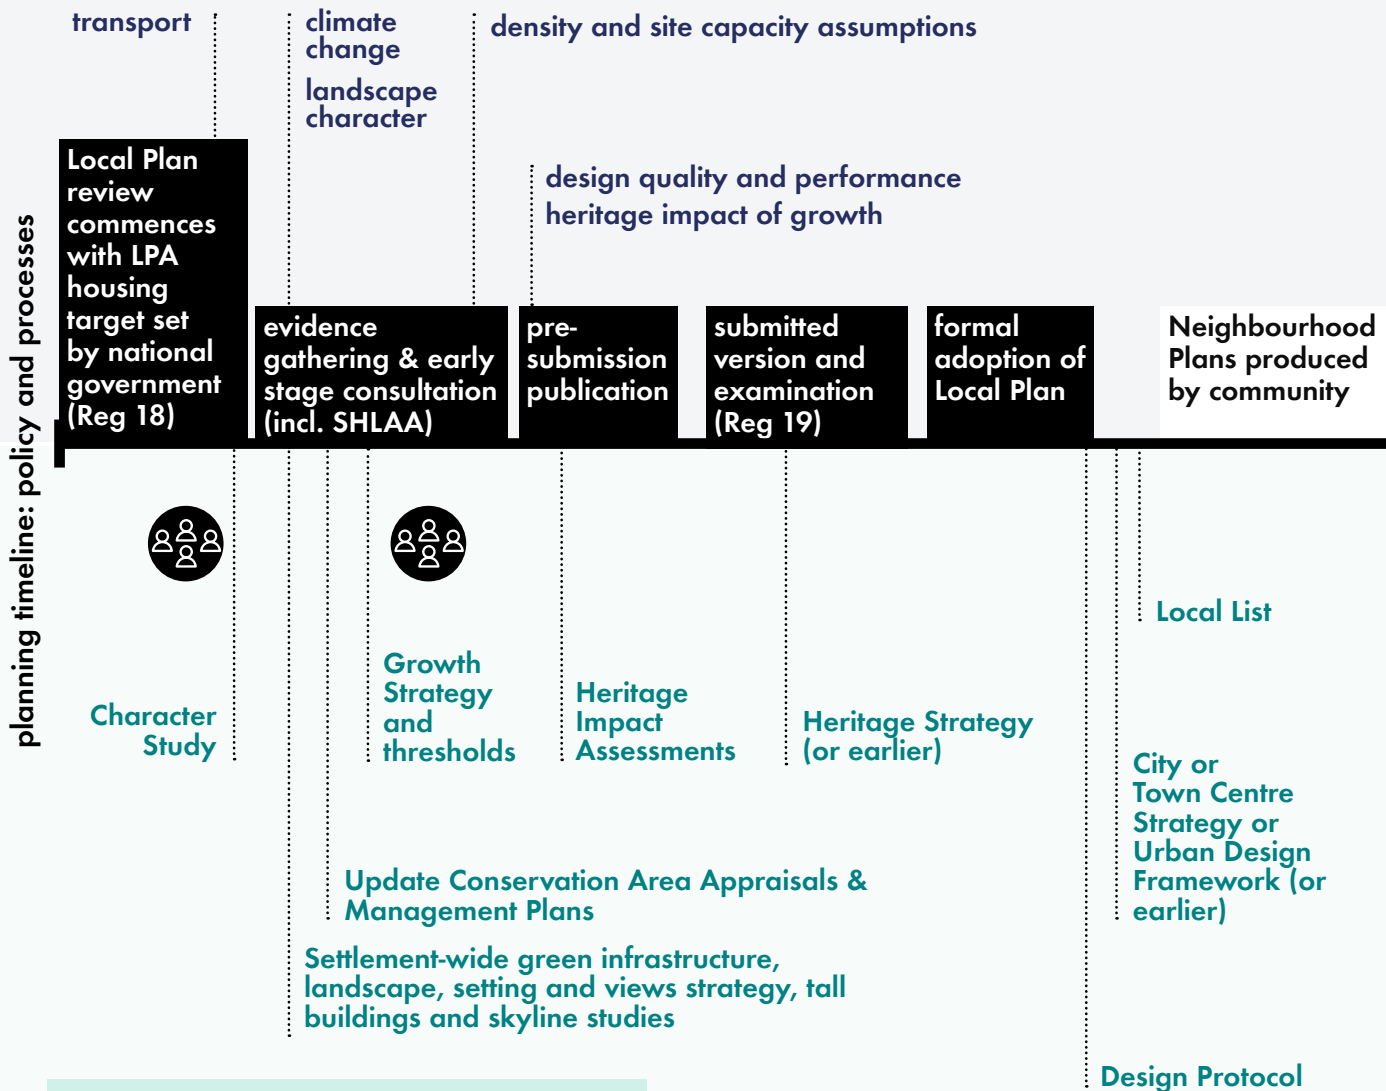 transport
climate
change
landscape
character
density and site capacity assumptions
design quality and performance
heritage impact of growth
planning timeline: policy and processes
Local Plan
review
commences
with LPA
housing
target set
by national
government
(Reg 18)
evidence
gathering & early
stage consultation
(incl. SHLAA)
pre-
submission
publication
submitted
version and
examination
(Reg 19)
formal
adoption of
Local Plan
Neighbourhood
Plans produced
by community
Character
Study
Growth
Strategy
and
thresholds
Heritage
Impact
Assessments
Heritage Strategy
(or earlier)
Local List
City or
Town Centre
Strategy or
Urban Design
Framework (or
earlier)
Update Conservation Area Appraisals &
Management Plans
Settlement-wide green infrastructure,
landscape, setting and views strategy, tall
buildings and skyline studies
Design Protocol